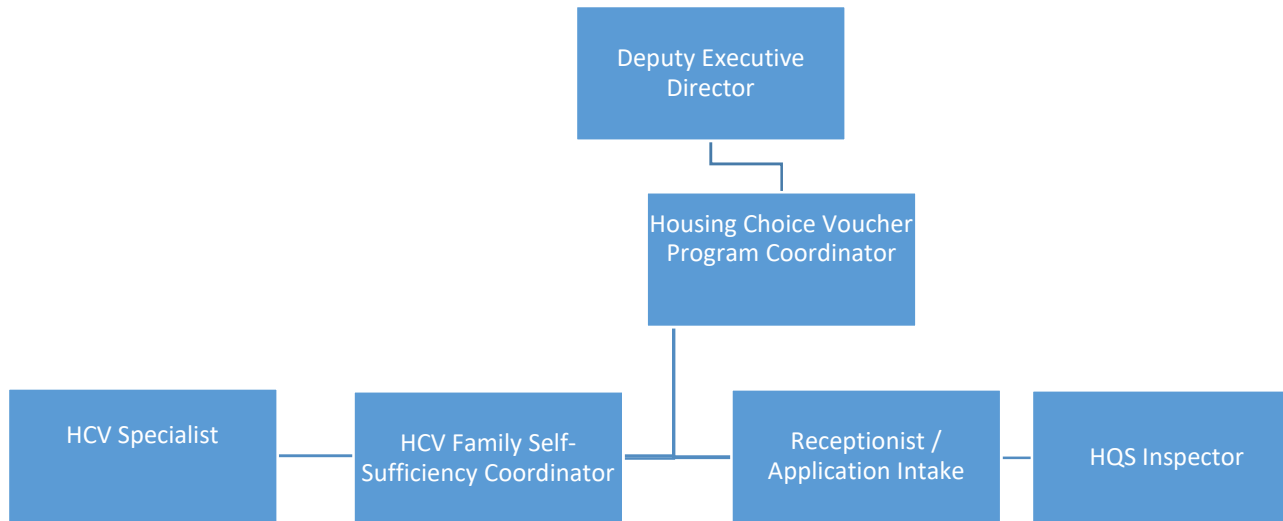 Deputy Executive
Director
Housing Choice Voucher
Program Coordinator
HCV Specialist
HCV Family Self-
Sufficiency Coordinator
Receptionist /
Application Intake
HQS Inspector